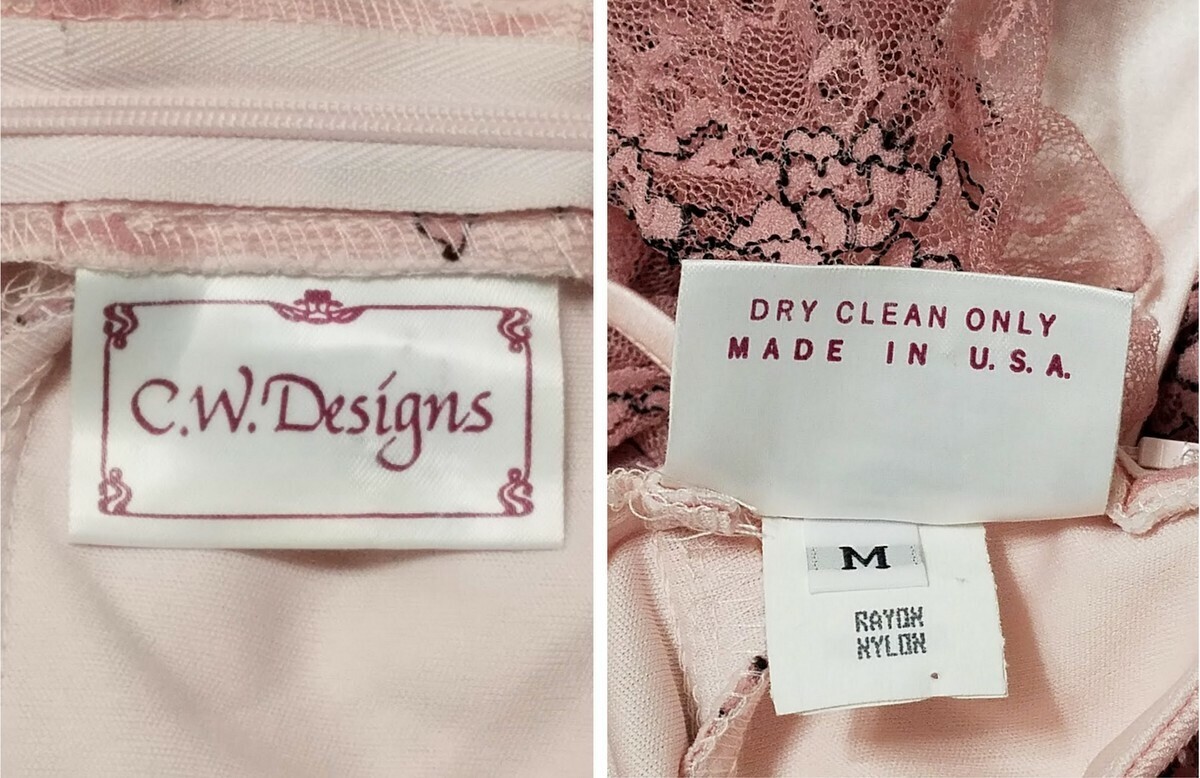 C.W. Designs
DRY CLEAN ONLY
MADE IN U.S.A.
M
RAYON
NYLON